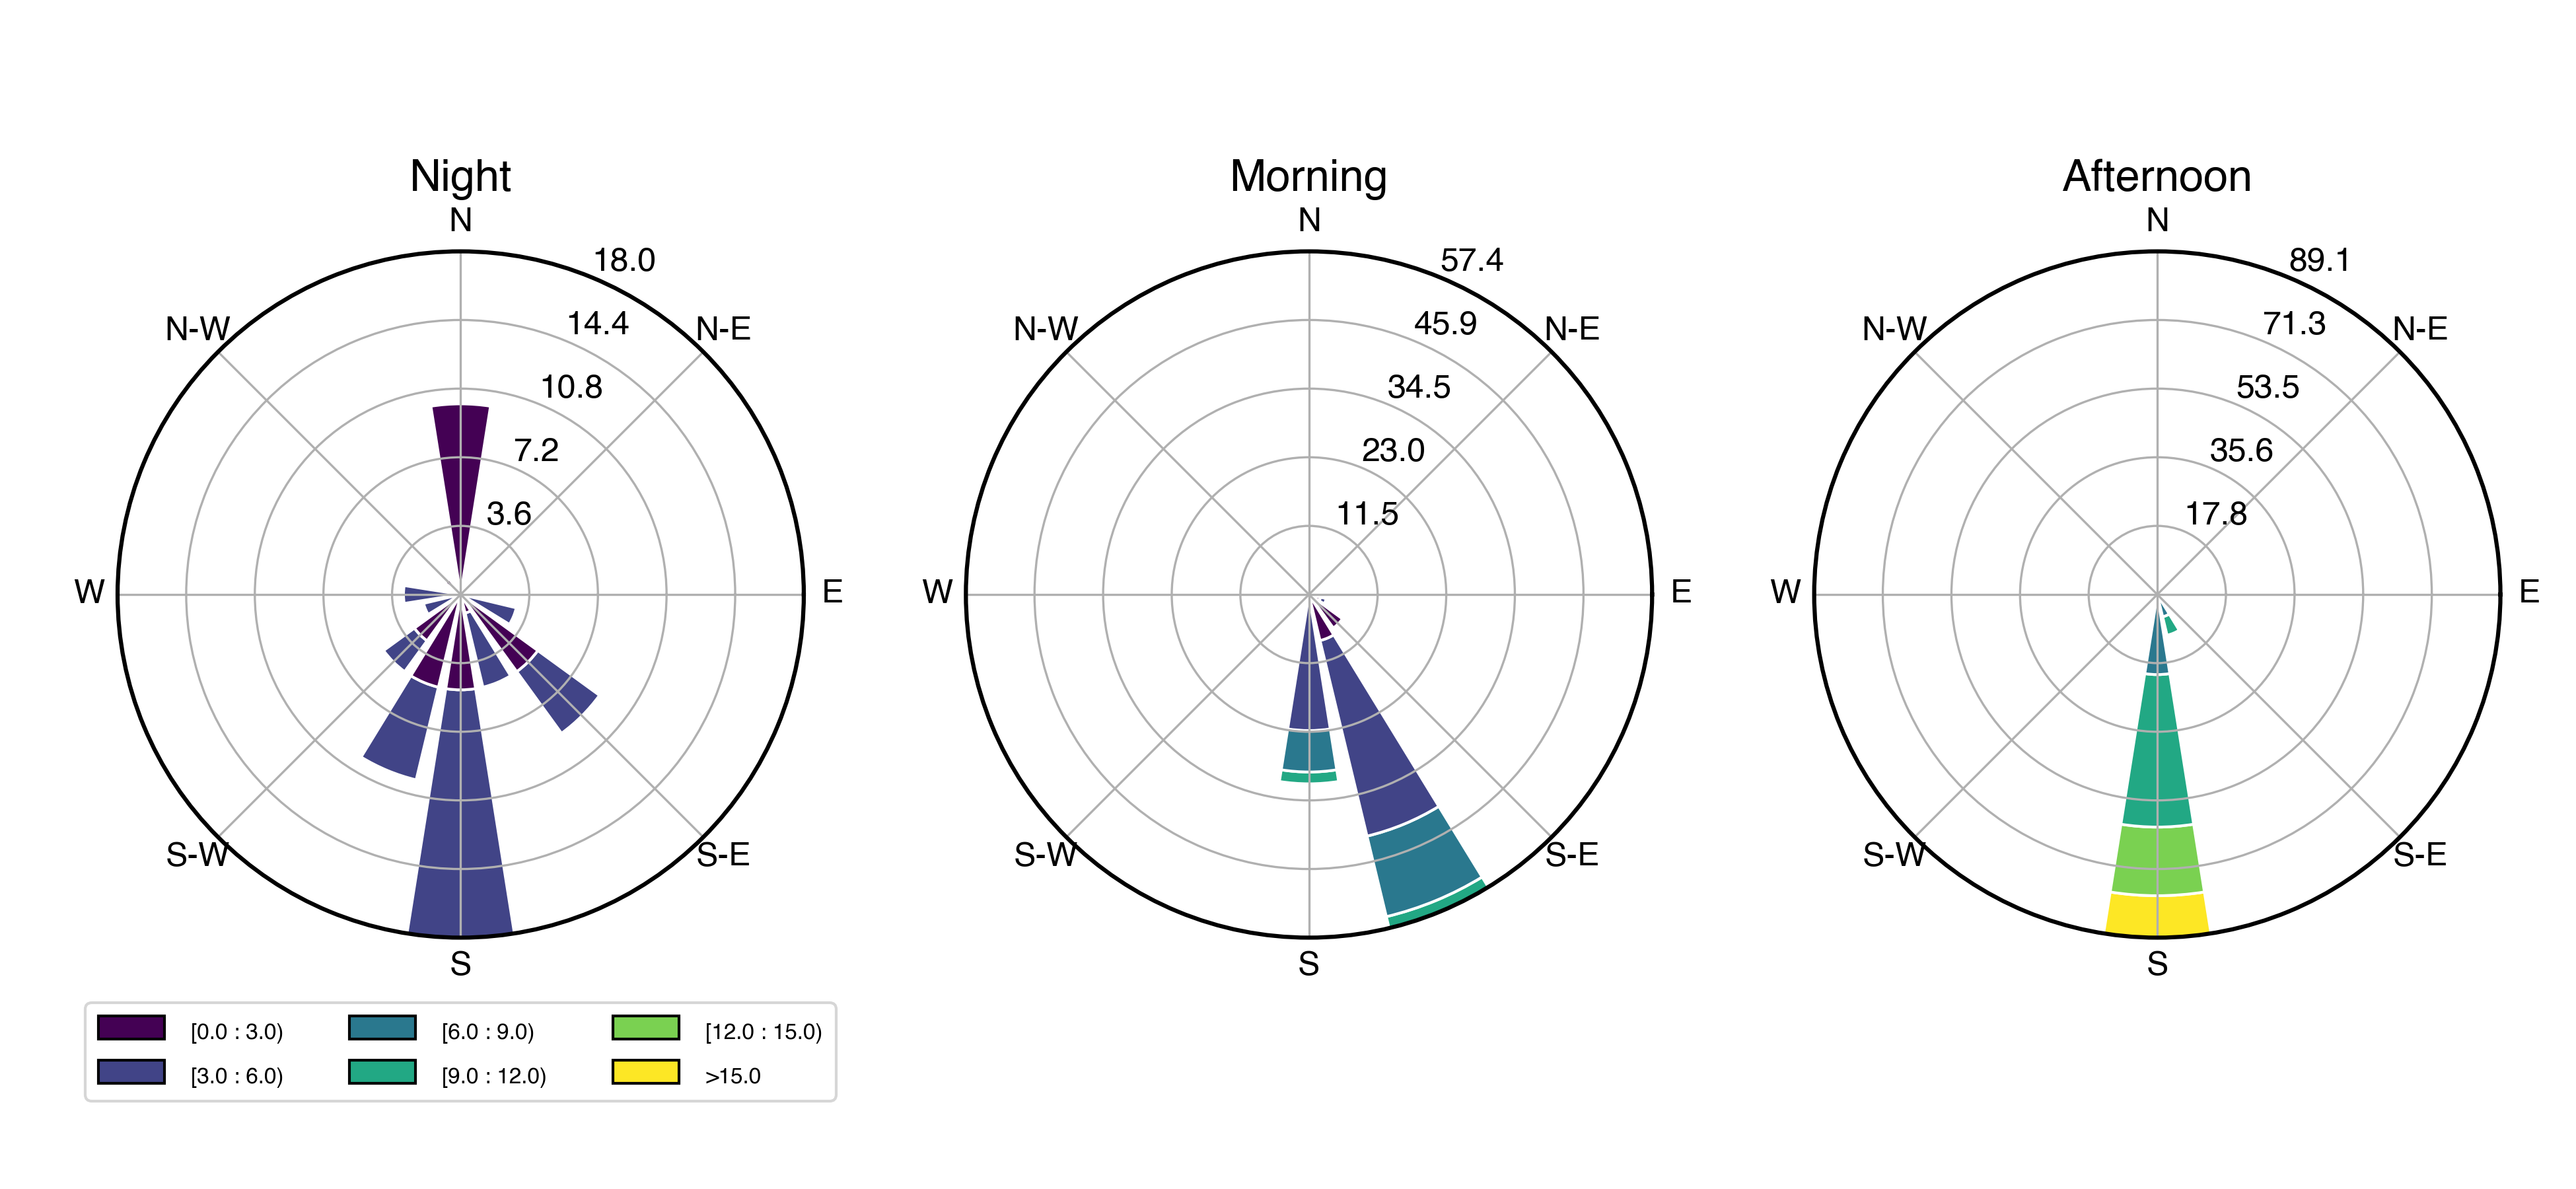 Night
N
18.0
14.4
10.8
7.2
3.6
N-W
N-E
W
E
S-W
S-E
S
Morning
N
57.4
45.9
34.5
23.0
11.5
N-W
N-E
W
E
S-W
S-E
S
Afternoon
N
89.1
71.3
53.5
35.6
17.8
N-W
N-E
W
E
S-W
S-E
S
[0.0 : 3.0)
[3.0 : 6.0)
[6.0 : 9.0)
[9.0 : 12.0)
[12.0 : 15.0)
>15.0